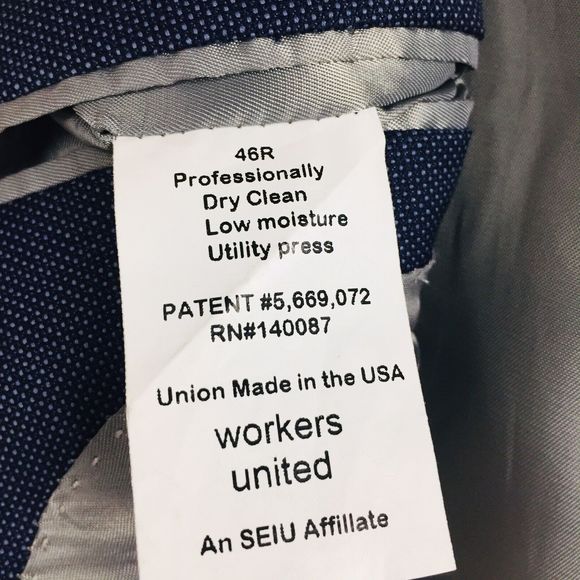 46R
Professionally
Dry Clean
Low moisture
Utility press
PATENT #5,669,072
RN#140087
Union Made in the USA
workers
united
An SEIU Affillate